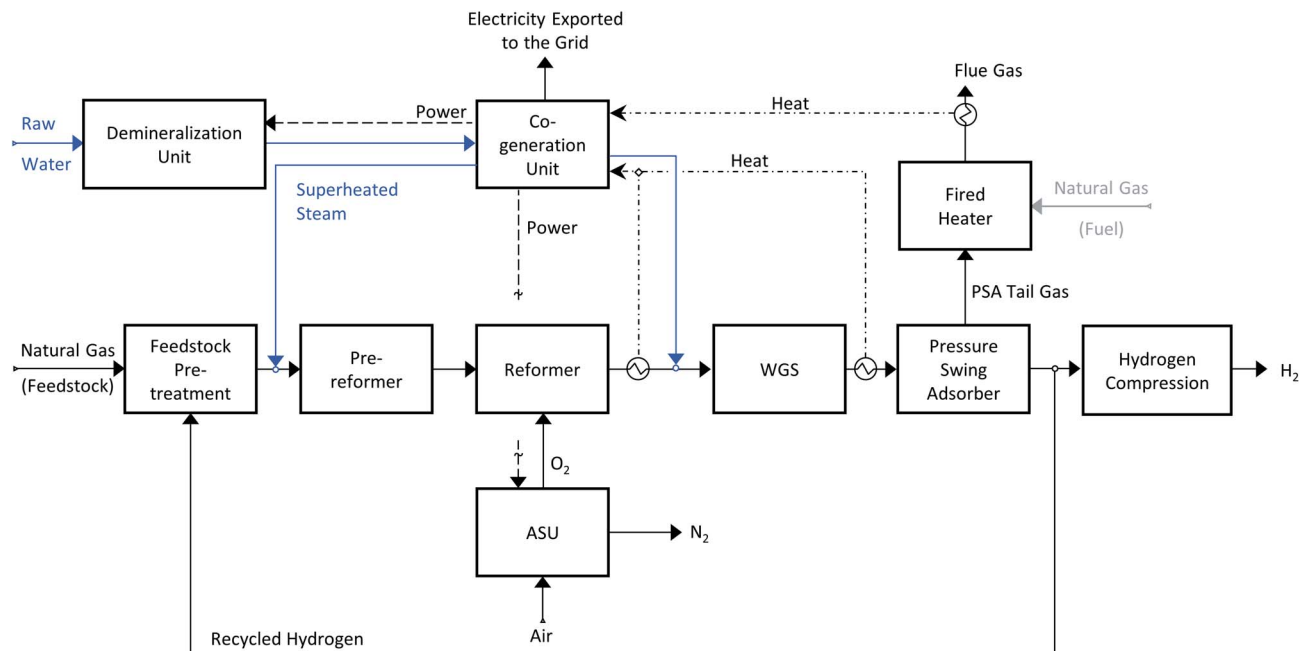 Electricity Exported
to the Grid
Flue Gas
Raw
Water
Demineralization
Unit
Power
Co-
generation
Unit
Heat
Heat
Superheated
Steam
Power
Fired
Heater
Natural Gas
(Fuel)
PSA Tail Gas
Natural Gas
(Feedstock)
Feedstock
Pre-
treatment
Pre-
reformer
Reformer
WGS
Pressure
Swing
Adsorber
Hydrogen
Compression
H₂
O₂
ASU
N₂
Air
Recycled Hydrogen